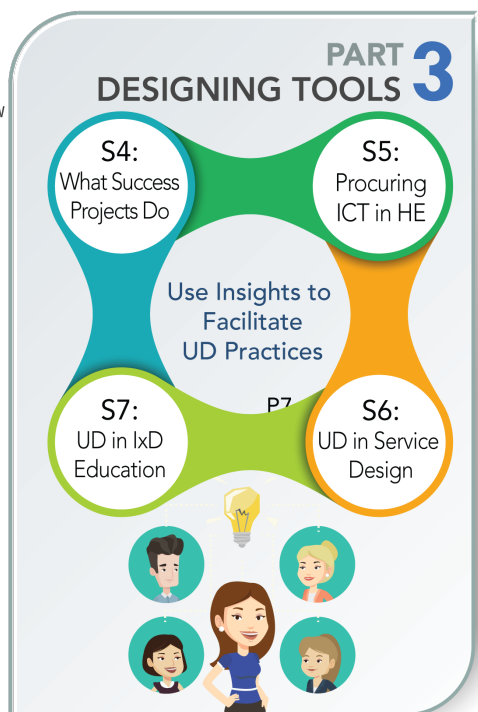 PART 3
DESIGNING TOOLS
S4:
What Success
Projects Do
S5:
Procuring
ICT in HE
Use Insights to
Facilitate
UD Practices
P7
S7:
UD in IxD
Education
S6:
UD in Service
Design